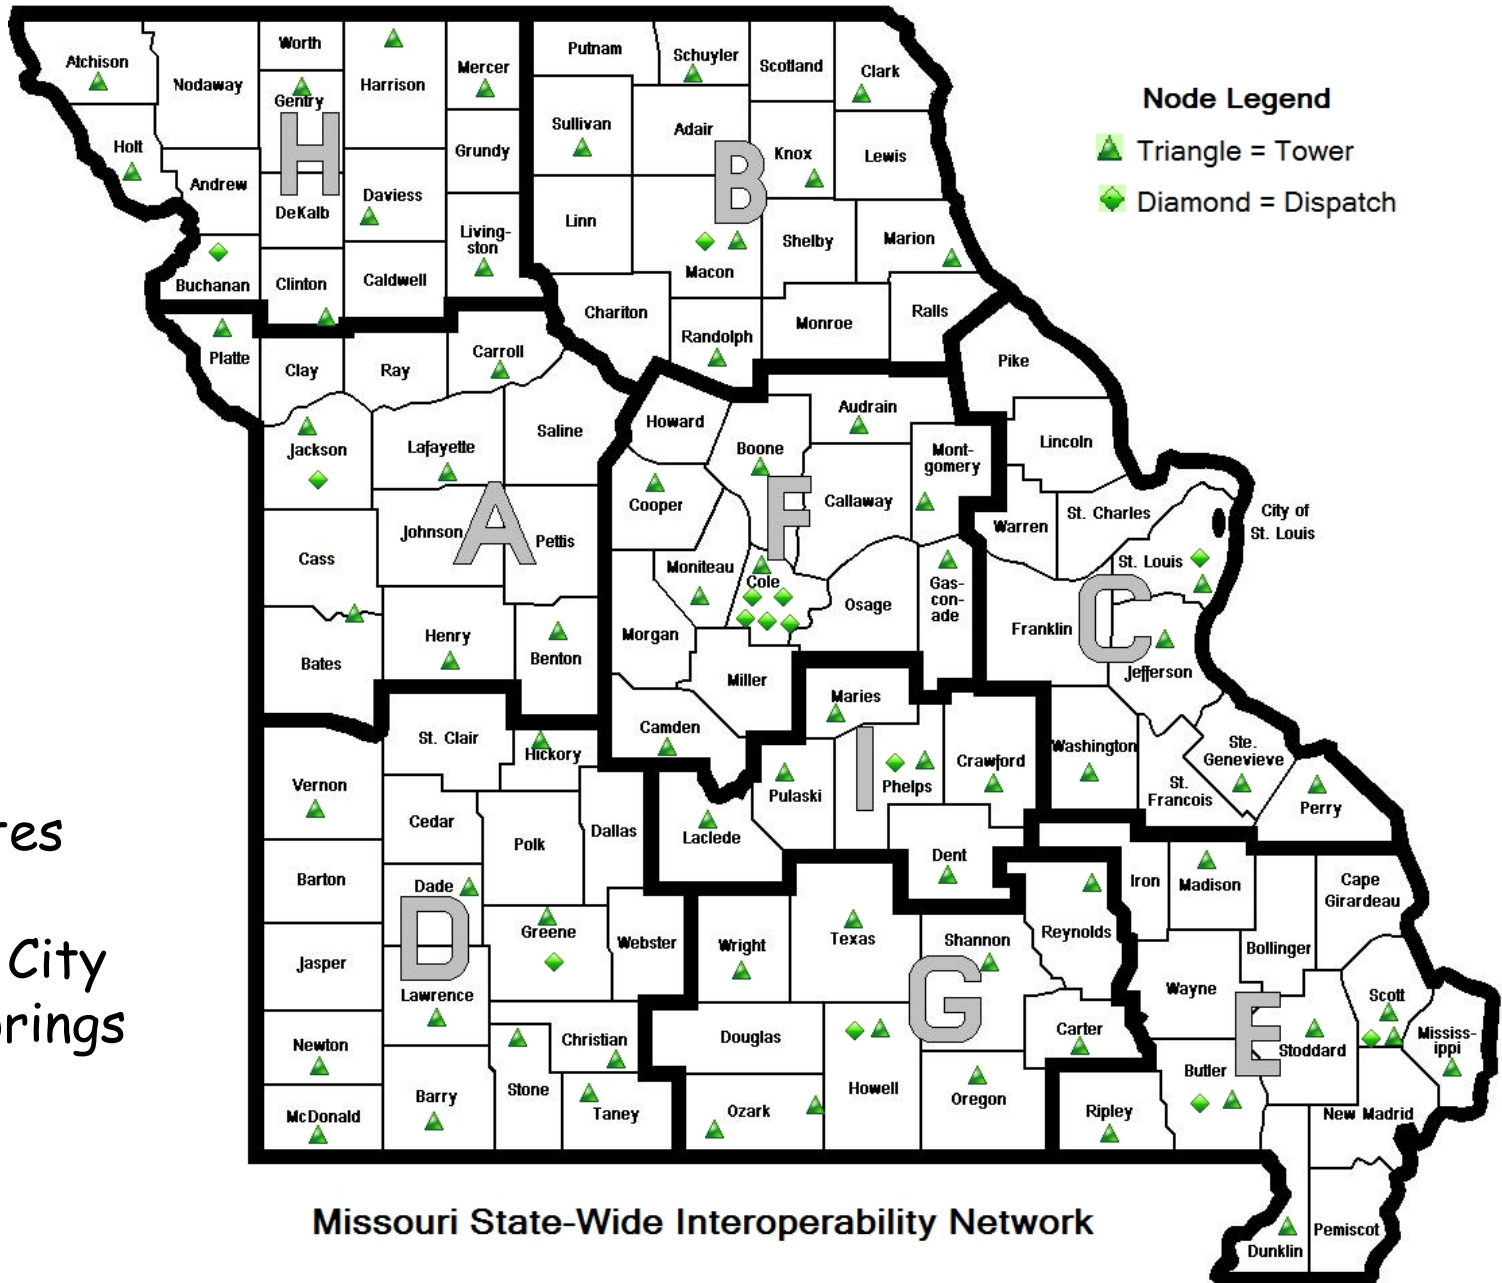 Worth
Putnam
Schuyler
Scotland
Atchison
Nodaway
Mercer
Clark
Harrison
Gentry
Node Legend
Triangle = Tower
Diamond = Dispatch
Holt
H
Grundy
Sullivan
Adair
Knox
Lewis
Andrew
DeKalb
Daviess
B
Linn
Living-
ston
Shelby
Marion
Buchanan
Clinton
Caldwell
Macon
Chariton
Randolph
Monroe
Ralls
Platte
Clay
Ray
Carroll
Pike
Howard
Audrain
Jackson
Lafayette
Saline
Boone
Mont-
gomery
Lincoln
Cooper
Callaway
F
A
Johnson
Pettis
Warren
St. Charles
City of
St. Louis
Cass
Moniteau
Cole
St. Louis
Gas-
con-
ade
Osage
C
Franklin
Henry
Morgan
Bates
Benton
Miller
Jefferson
Maries
St. Clair
Camden
Hickory
Washington
Ste.
Genevieve
I
Crawford
Vernon
Pulaski
Phelps
St.
Francois
Perry
Cedar
Polk
Dallas
Laclede
res
Dent
Barton
Dade
Iron
Madison
Cape
Girardeau
D
Greene
Webster
Wright
Texas
Shannon
Reynolds
Bollinger
City
Jasper
Lawrence
G
Wayne
Scott
E
prings
Newton
Christian
Douglas
Carter
Stoddard
Mississ-
ippi
Stone
Howell
Butler
McDonald
Barry
Taney
Ozark
Oregon
Ripley
New Madrid
Missouri State-Wide Interoperability Network
Dunklin
Pemiscot